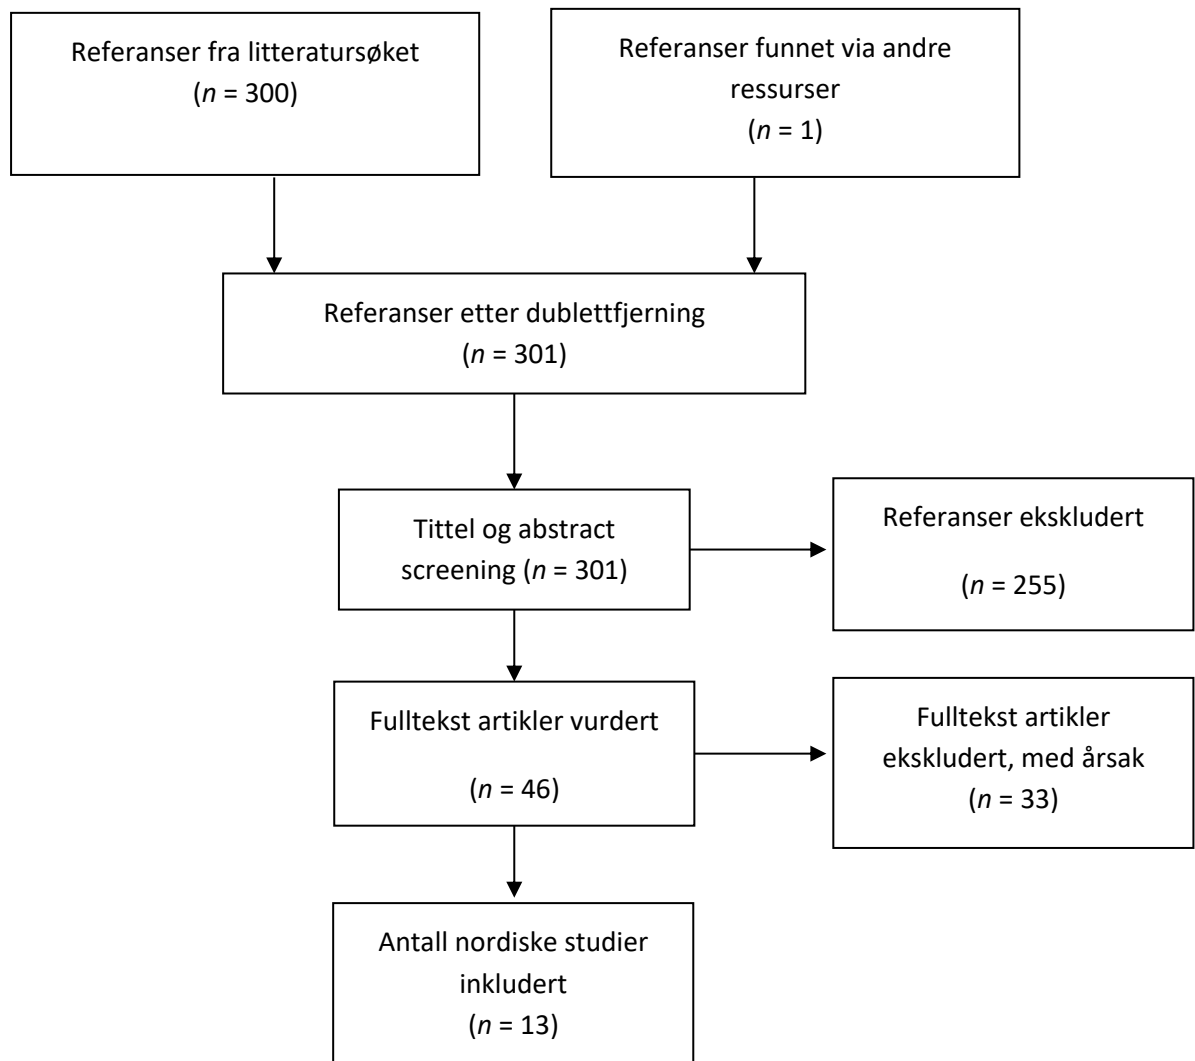 Referanser fra litteratursøket
(n = 300)
Referanser funnet via andre
ressurser
(n = 1)
Referanser etter dublettfjerning
(n = 301)
Tittel og abstract
screening (n = 301)
Referanser ekskludert
(n = 255)
Fulltekst artikler vurdert
(n = 46)
Fulltekst artikler
ekskludert, med årsak
(n = 33)
Antall nordiske studier
inkludert
(n = 13)